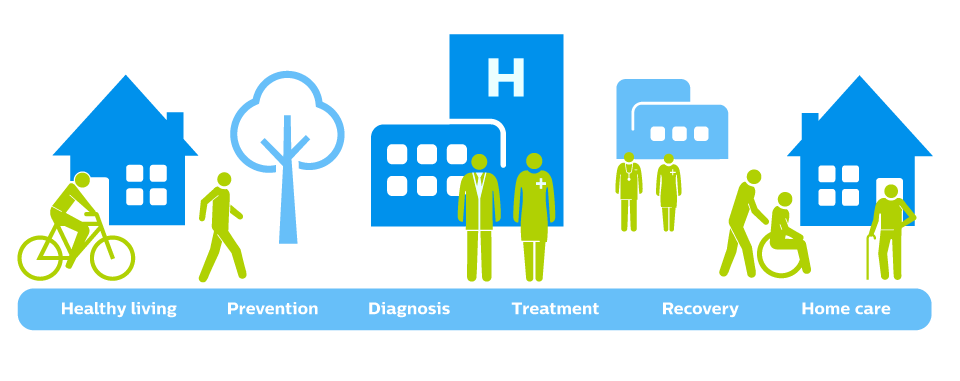 H
Healthy living Prevention Diagnosis Treatment Recovery Home care